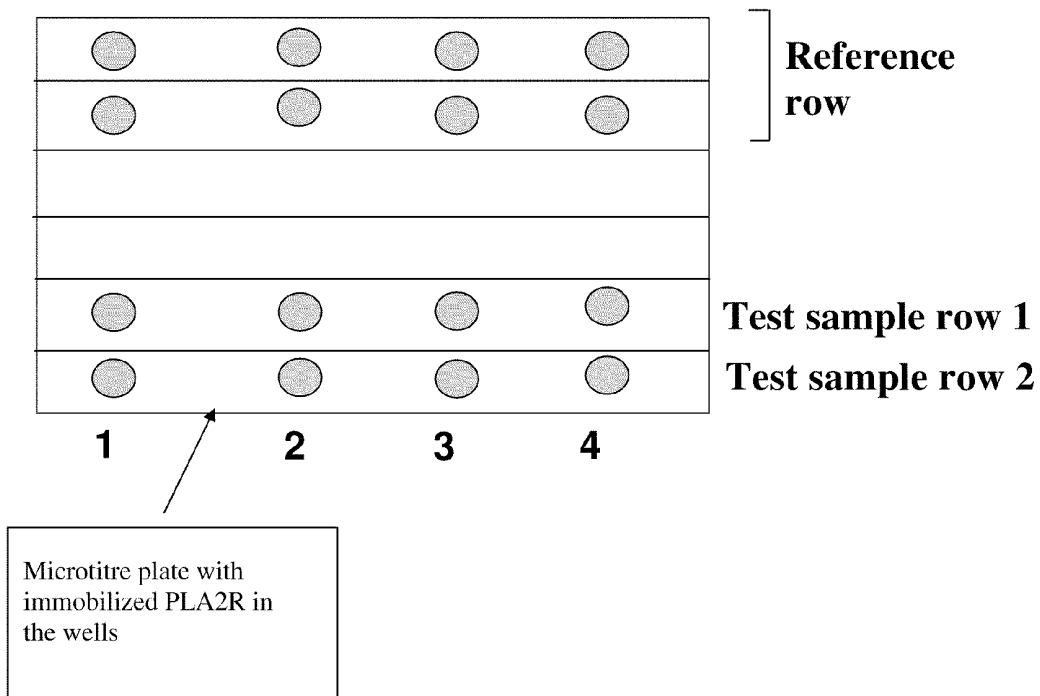 Reference
row
Test sample row 1
Test sample row 2
1 2 3 4
Microtitre plate with
immobilized PLA2R in
the wells